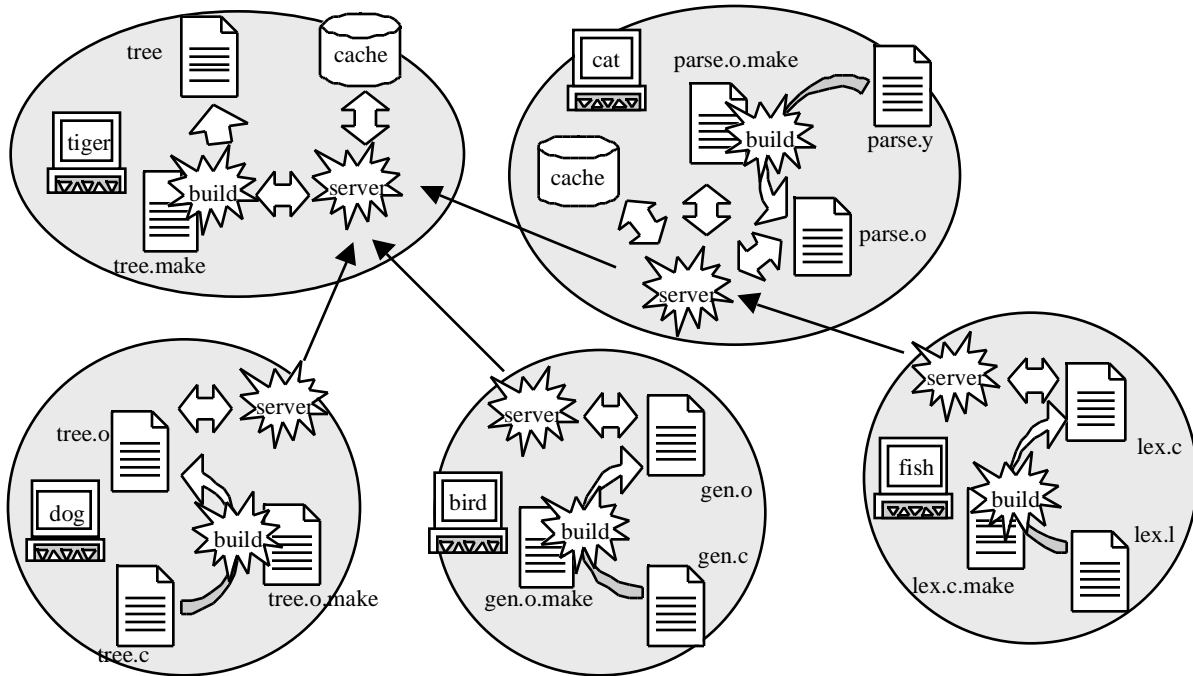 tree
cache
tiger
build
server
tree.make
cat
parse.o.make
build
parse.y
cache
parse.o
server
server
tree.o
dog
build
tree.o.make
tree.c
server
bird
gen.o
build
gen.c
gen.o.make
server
lex.c
fish
build
lex.l
lex.c.make